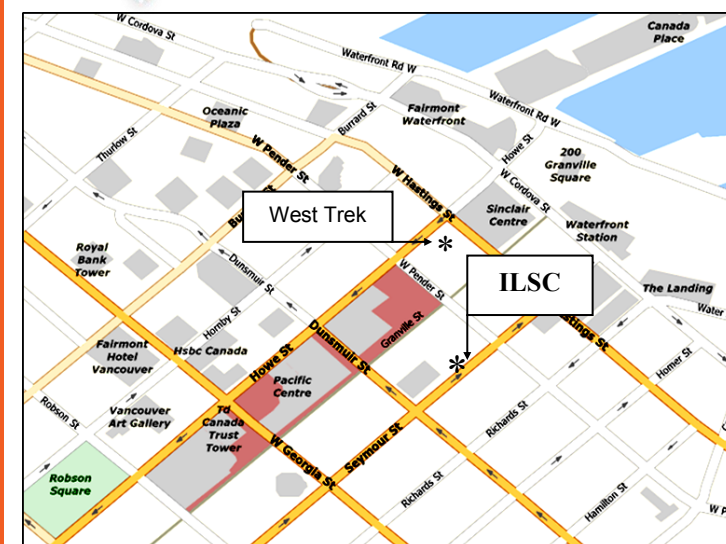 W Cordova St
Canada
Place
Waterfront Rd W
Waterfront Rd W
Oceanic
Plaza
Burrard St
Fairmont
Waterfront
Thurlow St
W Pender St
Howe St
200
Granville
Square
W Hastings St
W Cordova St
West Trek
Sinclair
Centre
Waterfront
Station
Royal
Bank
Tower
Dunsmuir St
W Pender St
ILSC
The Landing
Water
Hornby St
Granville St
Fairmont
Hotel
Vancouver
Hsbc Canada
Howe St
Dunsmuir St
Homer St
Pacific
Centre
Robson St
Vancouver
Art Gallery
Td
Canada
Trust
Tower
W Georgia St
Seymour St
Richards St
Robson
Square
Richards St
Hamilton St